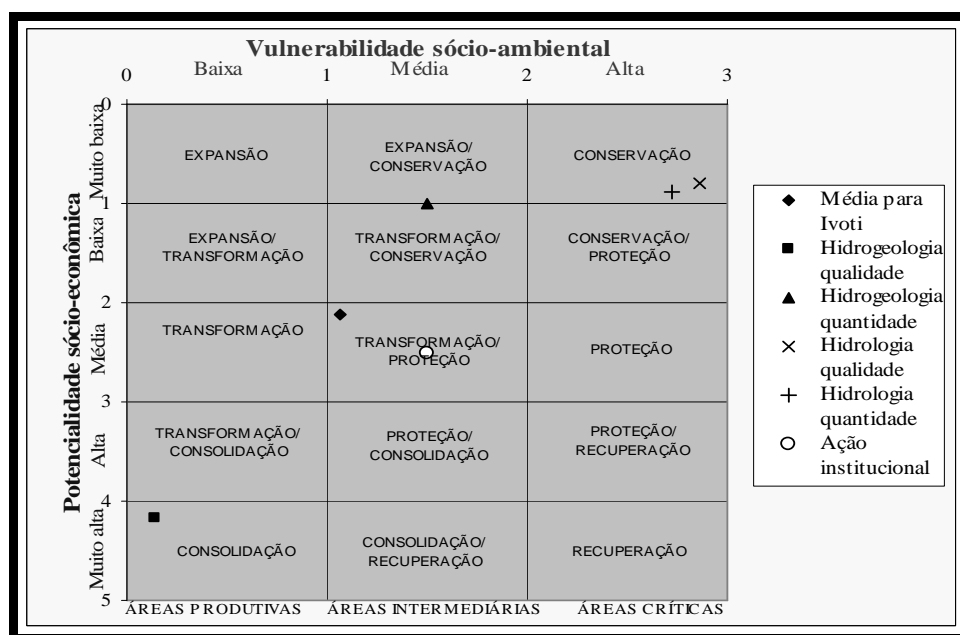 Vulnerabilidade sócio-ambiental
Baixa Média Alta
0 1 2 3
Potencialidade sócio-econômica
0
Muito baixa
1
Baixa
2
Média
3
Alta
4
Muito alta
5
EXPANSÃO
EXPANSÃO/
CONSERVAÇÃO
CONSERVAÇÃO
EXPANSÃO/
TRANSFORMAÇÃO
TRANSFORMAÇÃO/
CONSERVAÇÃO
CONSERVAÇÃO/
PROTEÇÃO
TRANSFORMAÇÃO
TRANSFORMAÇÃO/
PROTEÇÃO
PROTEÇÃO
TRANSFORMAÇÃO/
CONSOLIDAÇÃO
PROTEÇÃO/
CONSOLIDAÇÃO
PROTEÇÃO/
RECUPERAÇÃO
CONSOLIDAÇÃO
CONSOLIDAÇÃO/
RECUPERAÇÃO
RECUPERAÇÃO
ÁREAS PRODUTIVAS ÁREAS INTERMEDIÁRIAS ÁREAS CRÍTICAS
Média para
Ivoti
Hidrogeologia
qualidade
Hidrogeologia
quantidade
Hidrologia
qualidade
Hidrologia
quantidade
Ação
institucional